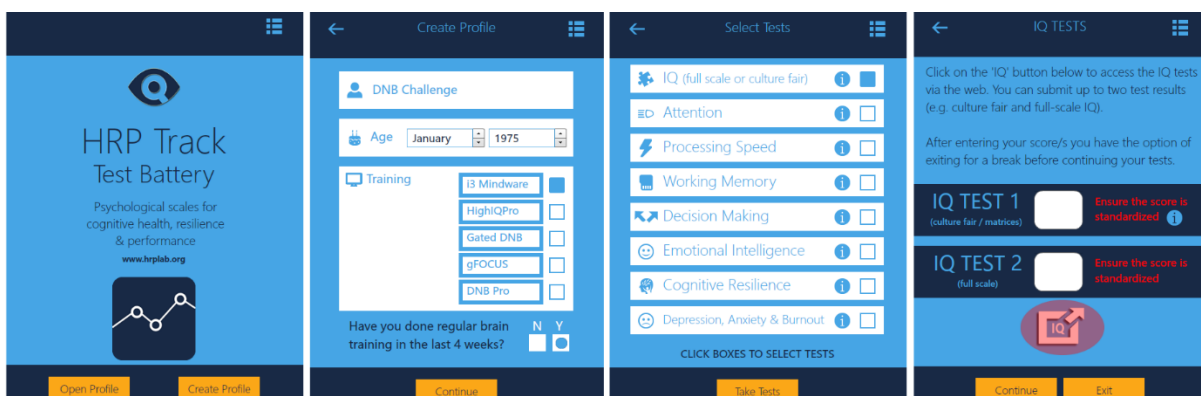 HRP Track
Test Battery
Psychological scales for
cognitive health, resilience
& performance
www.hrplab.org
Open Profile
Create Profile
Create Profile
DNB Challenge
Age
January
1975
Training
i3 Mindware
HighIQPro
Gated DNB
gFOCUS
DNB Pro
Have you done regular brain
training in the last 4 weeks?
N Y
Continue
Select Tests
IQ (full scale or culture fair)
Attention
Processing Speed
Working Memory
Decision Making
Emotional Intelligence
Cognitive Resilience
Depression, Anxiety & Burnout
CLICK BOXES TO SELECT TESTS
Take Tests
IQ TESTS
Click on the 'IQ' button below to access the IQ tests
via the web. You can submit up to two test results
(e.g. culture fair and full-scale IQ).
After entering your score/s you have the option of
exiting for a break before continuing your tests.
IQ TEST 1
(culture fair / matrices)
Ensure the score is
standardized
IQ TEST 2
(full scale)
Ensure the score is
standardized
IQ
Continue
Exit